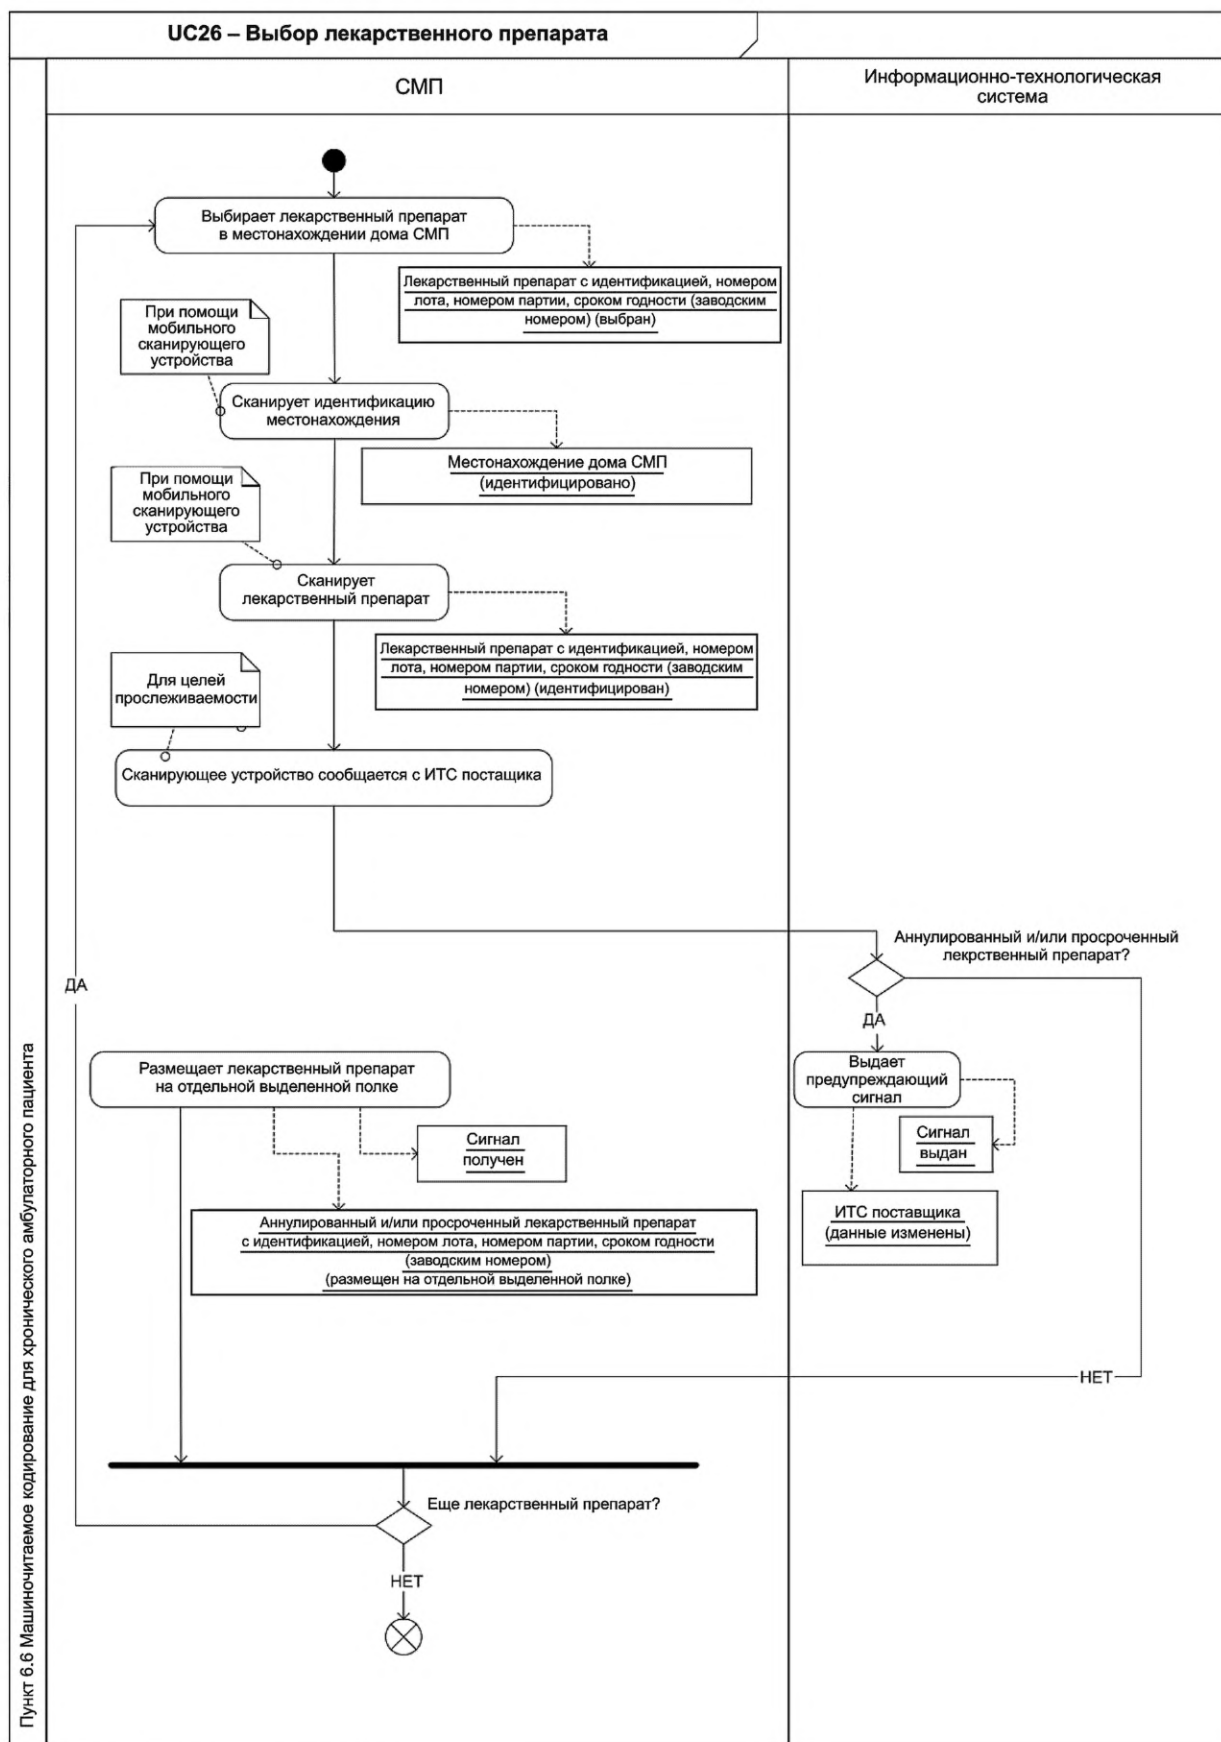 UC26 – Выбор лекарственного препарата
СМП
Информационно-технологическая
система
Выбирает лекарственный препарат
в местонахождении дома СМП
Лекарственный препарат с идентификацией, номером
лота, номером партии, сроком годности (заводским
номером) (выбран)
При помощи
мобильного
сканирующего
устройства
Сканирует идентификацию
местонахождения
Местонахождение дома СМП
(идентифицировано)
При помощи
мобильного
сканирующего
устройства
Сканирует
лекарственный препарат
Лекарственный препарат с идентификацией, номером
лота, номером партии, сроком годности (заводским
номером) (идентифицирован)
Для целей
прослеживаемости
Сканирующее устройство сообщается с ИТС постащика
Аннулированный и/или просроченный
лекрственный препарат?
ДА
ДА
Размещает лекарственный препарат
на отдельной выделенной полке
Выдает
предупреждающий
сигнал
Сигнал
получен
Сигнал
выдан
Аннулированный и/или просроченный лекарственный препарат
с идентификацией, номером лота, номером партии, сроком годности
(заводским номером)
(размещен на отдельной выделенной полке)
ИТС поставщика
(данные изменены)
НЕТ
Еще лекарственный препарат?
НЕТ
Пункт 6.6 Машиночитаемое кодирование для хронического амбулаторного пациента